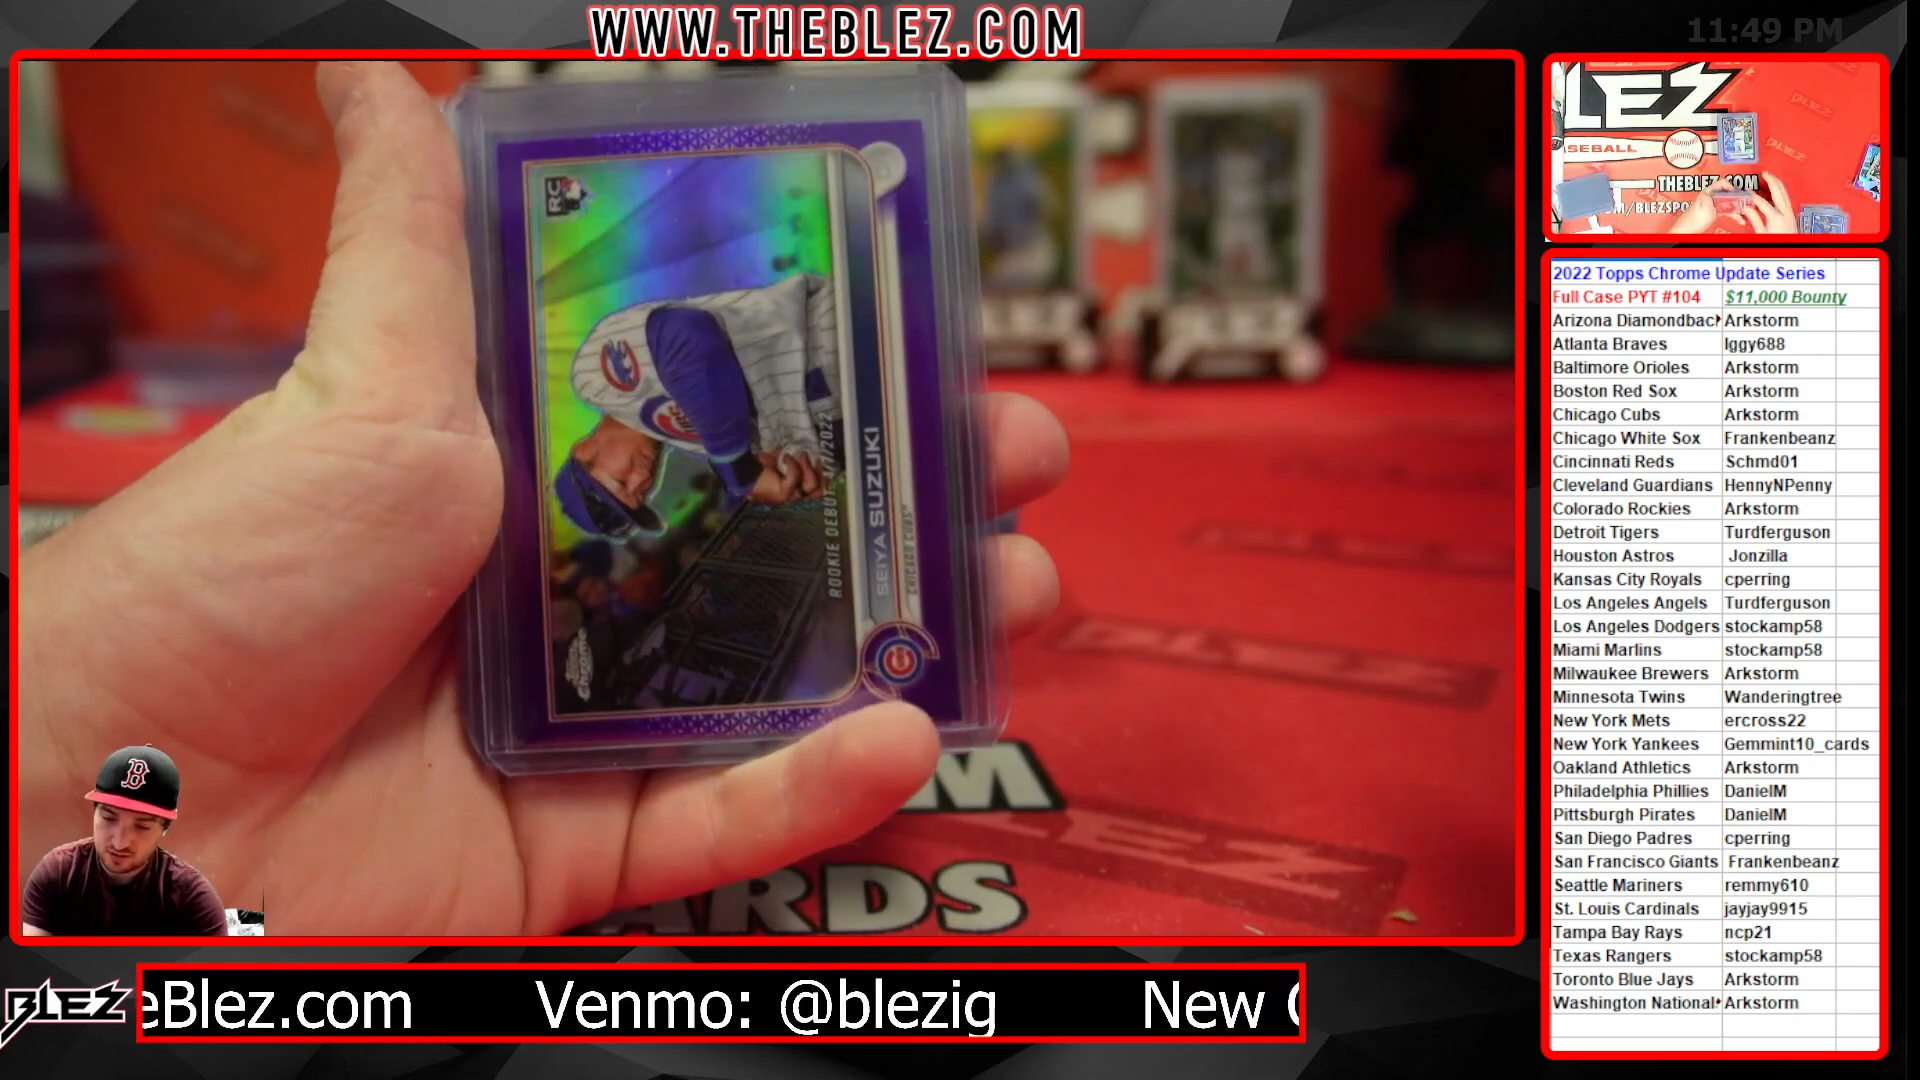 WWW.THEBLEZ.COM
11:49 PM
RC
ROOKIE DEBUT
SEIYA SUZUKI
CHICAGO CUBS
Chrome
CARDS
BLEZ
LEZ
SEBALL
THEBLEZ.COM
2022 Topps Chrome Update Series
Full Case PYT #104 $11,000 Bounty
Arizona Diamondbac Arkstorm
Atlanta Braves Iggy688
Baltimore Orioles Arkstorm
Boston Red Sox Arkstorm
Chicago Cubs Arkstorm
Chicago White Sox Frankenbeanz
Cincinnati Reds Schmd01
Cleveland Guardians HennyNPenny
Colorado Rockies Arkstorm
Detroit Tigers Turdferguson
Houston Astros Jonzilla
Kansas City Royals cperring
Los Angeles Angels Turdferguson
Los Angeles Dodgers stockamp58
Miami Marlins stockamp58
Milwaukee Brewers Arkstorm
Minnesota Twins Wanderingtree
New York Mets ercross22
New York Yankees Gemmint10_cards
Oakland Athletics Arkstorm
Philadelphia Phillies DanielM
Pittsburgh Pirates DanielM
San Diego Padres cperring
San Francisco Giants Frankenbeanz
Seattle Mariners remmy610
St. Louis Cardinals jayjay9915
Tampa Bay Rays ncp21
Texas Rangers stockamp58
Toronto Blue Jays Arkstorm
Washington National Arkstorm
BLEZ
eBlez.com Venmo: @blezig New